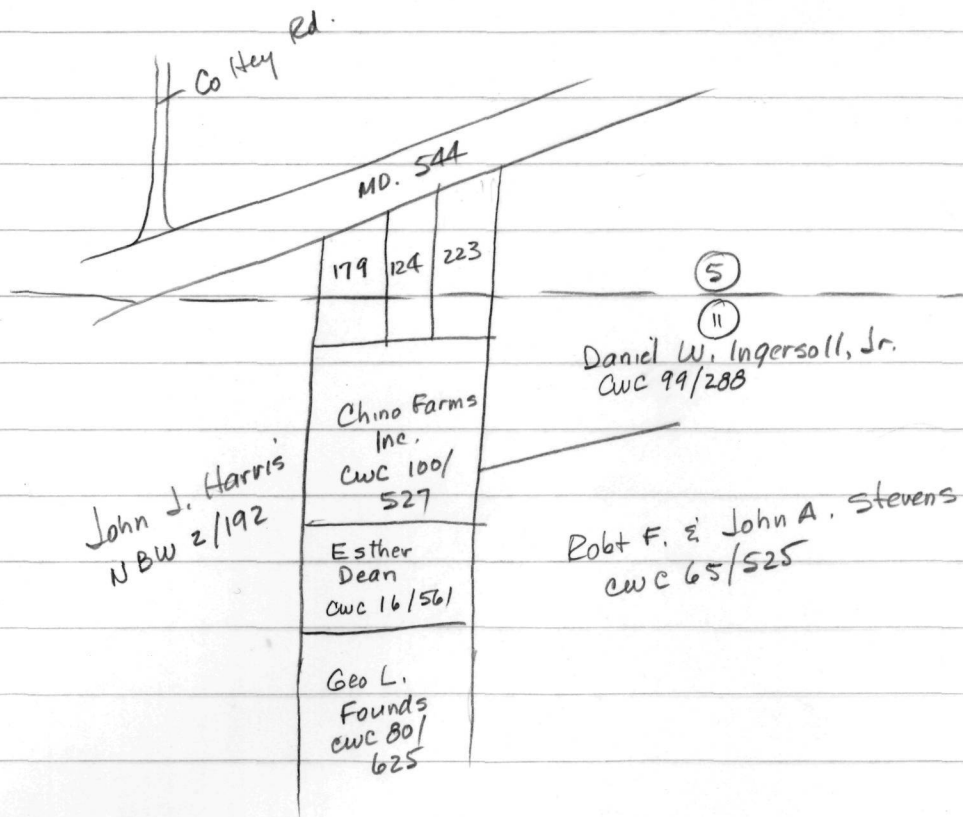 Co Hey Rd.
MD. 544
179
124
223
5
11
Daniel W. Ingersoll, Jr.
CWC 99/288
Chino Farms
Inc.
CWC 100/
527
John J. Harris
NBW 2/192
Esther
Dean
CWC 16/561
Robt F. & John A. Stevens
CWC 65/525
Geo L.
Founds
CWC 80/
625